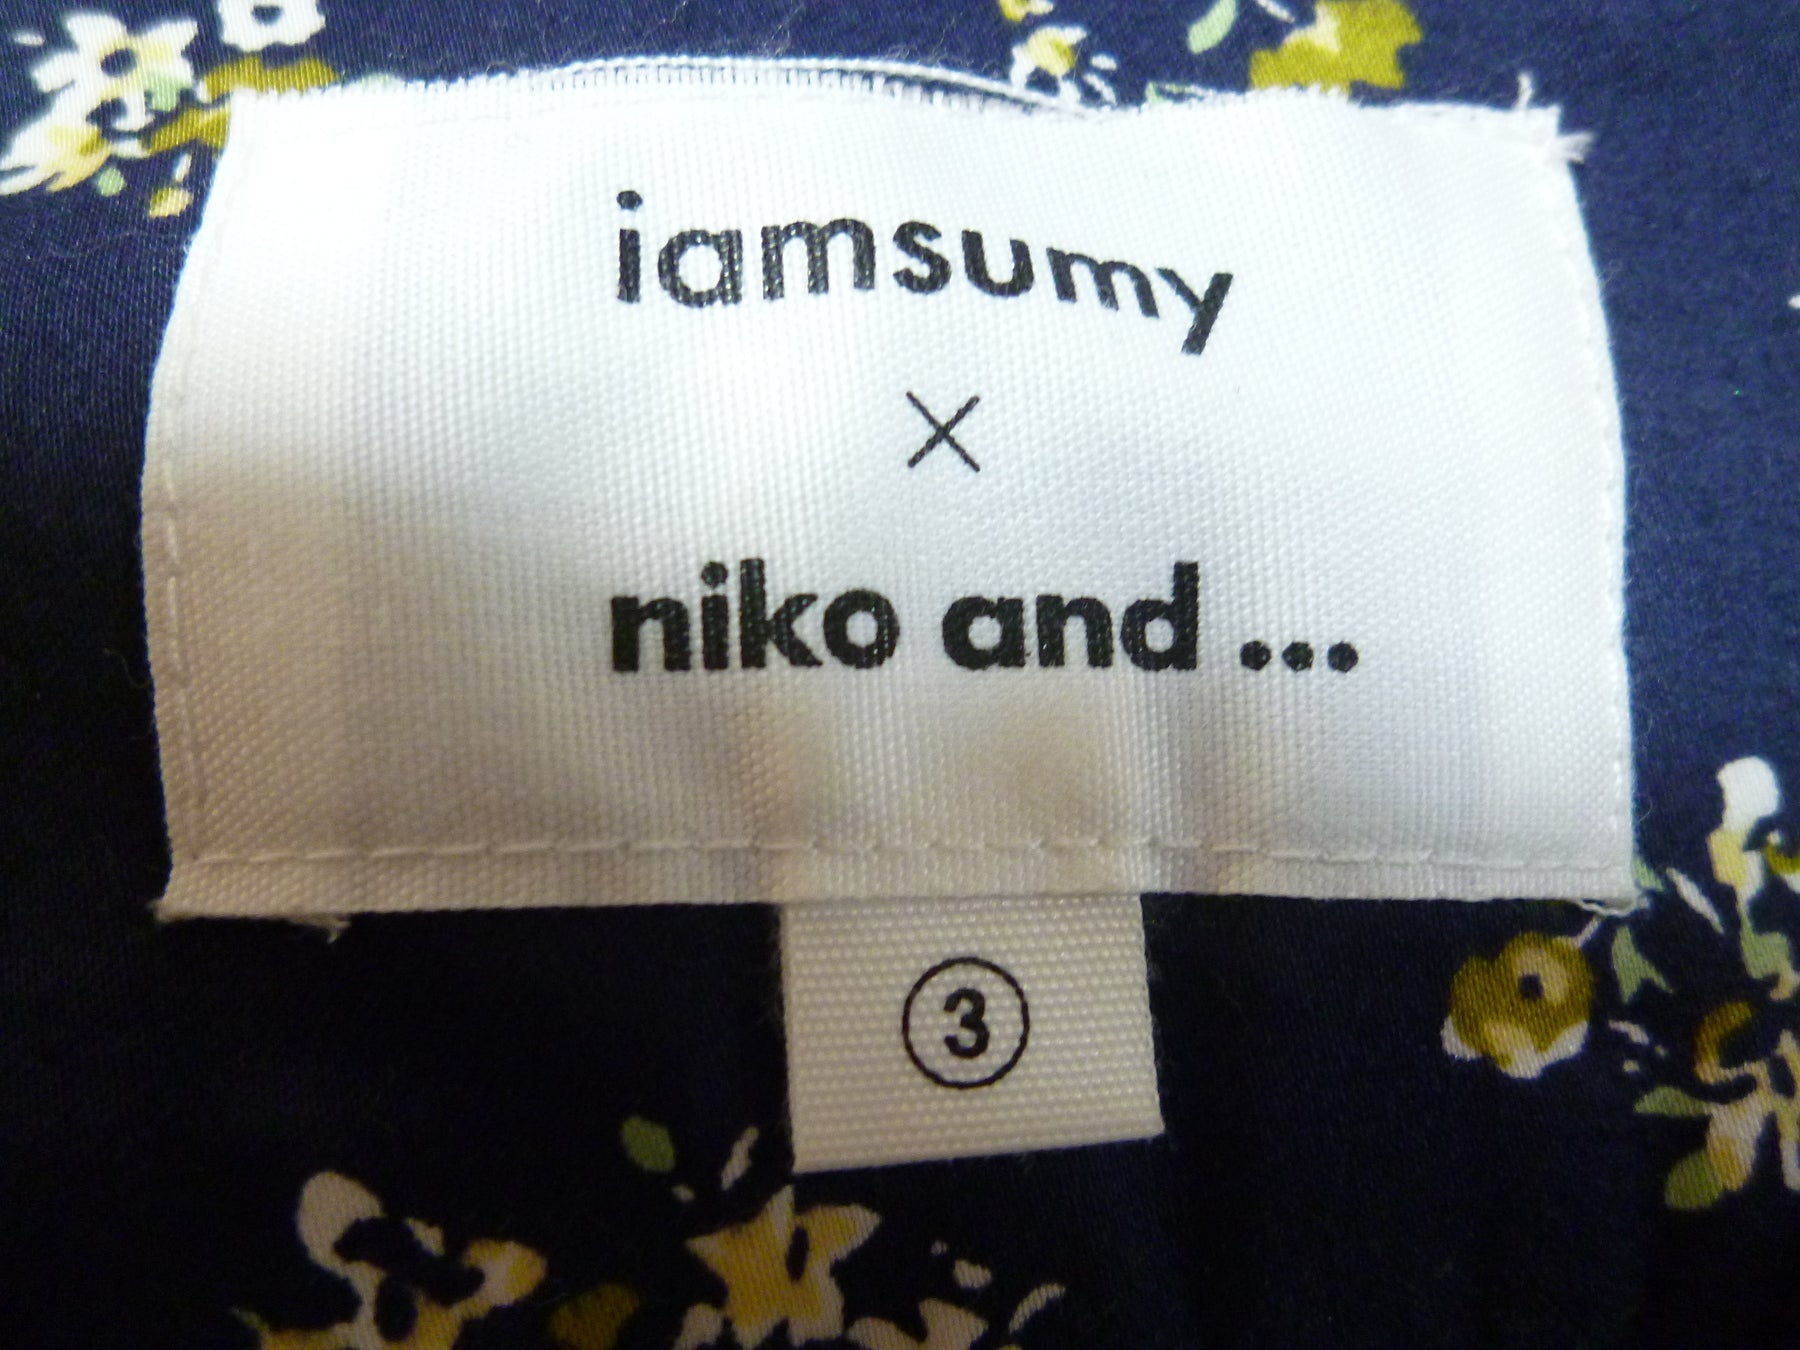 iamsumy
×
niko and ...
③